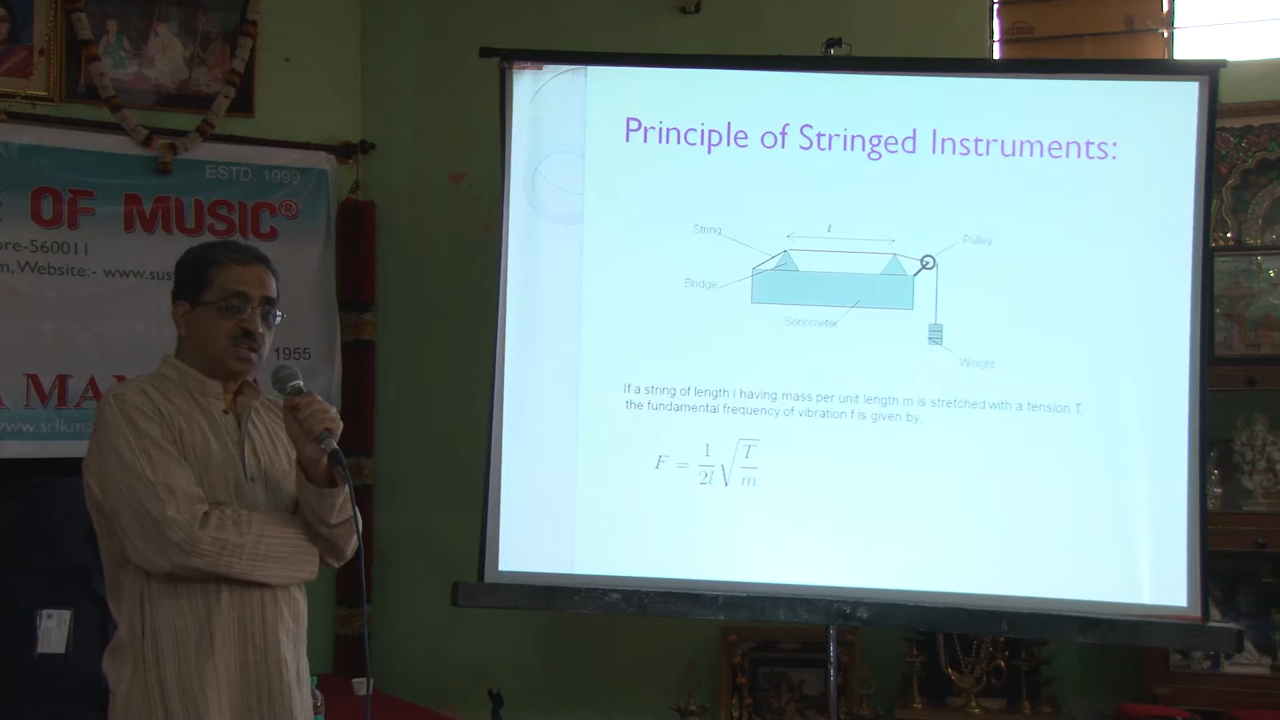 ESTD: 1999
OF MUSIC®
ore-560011
m, Website:- www.sus
1955
A MA
www.srlkm
Principle of Stringed Instruments:
String
l
Pulley
Bridge
Sonometer
Weight
If a string of length l having mass per unit length m is stretched with a tension T,
the fundamental frequency of vibration f is given by:
F = 1/2l √T/m